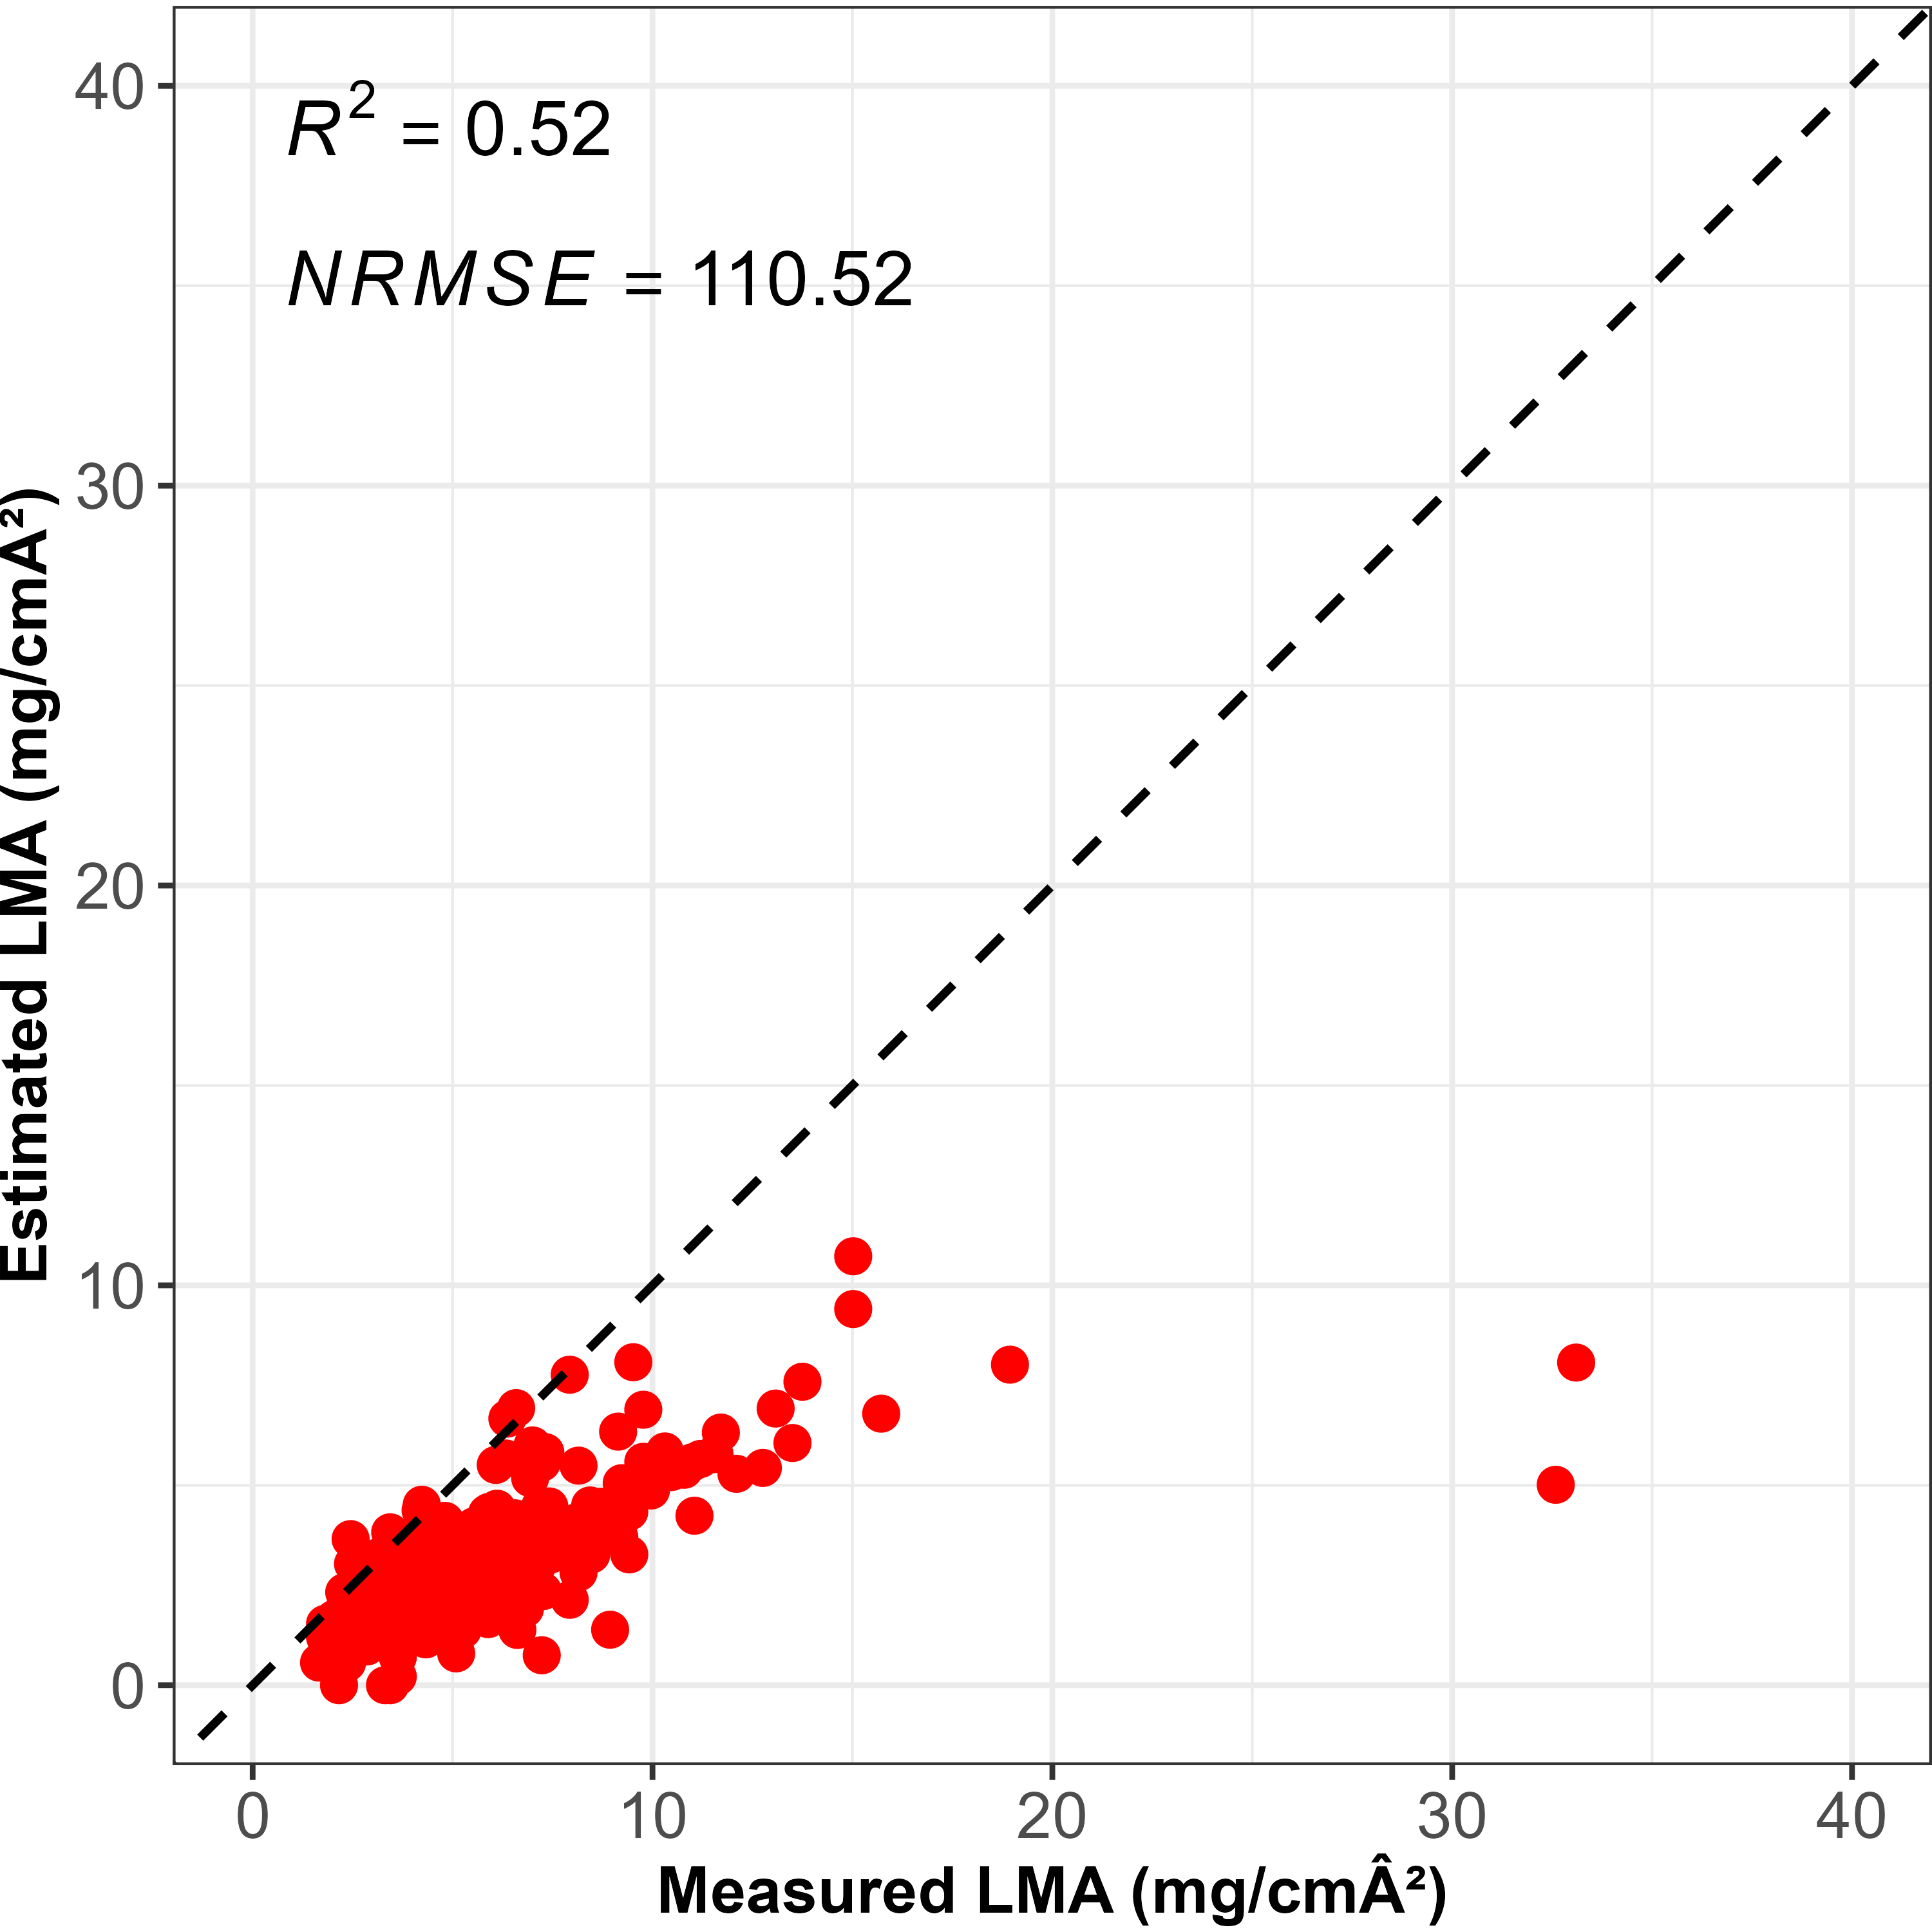 40
30
20
10
0
R² = 0.52
NRMSE = 110.52
Estimated LMA (mg/cmÂ²)
0 10 20 30 40
Measured LMA (mg/cmÂ²)